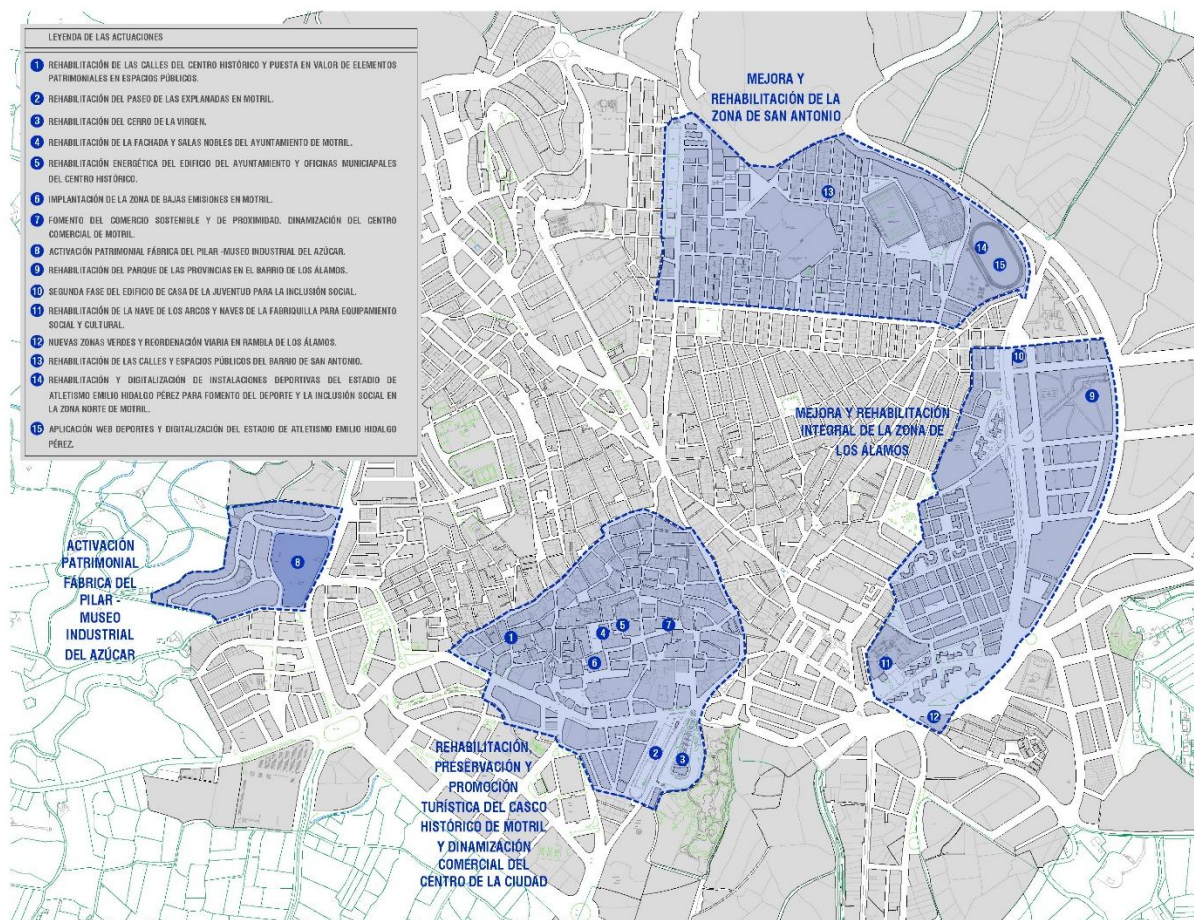 LEYENDA DE LAS ACTUACIONES
1 REHABILITACIÓN DE LAS CALLES DEL CENTRO HISTÓRICO Y PUESTA EN VALOR DE ELEMENTOS
PATRIMONIALES EN ESPACIOS PÚBLICOS.
2 REHABILITACIÓN DEL PASEO DE LAS EXPLANADAS EN MOTRIL.
3 REHABILITACIÓN DEL CERRO DE LA VIRGEN.
4 REHABILITACIÓN DE LA FACHADA Y SALAS NOBLES DEL AYUNTAMIENTO DE MOTRIL.
5 REHABILITACIÓN ENERGÉTICA DEL EDIFICIO DEL AYUNTAMIENTO Y OFICINAS MUNICIAPALES
DEL CENTRO HISTÓRICO.
6 IMPLANTACIÓN DE LA ZONA DE BAJAS EMISIONES EN MOTRIL.
7 FOMENTO DEL COMERCIO SOSTENIBLE Y DE PROXIMIDAD. DINAMIZACIÓN DEL CENTRO
COMERCIAL DE MOTRIL.
8 ACTIVACIÓN PATRIMONIAL FÁBRICA DEL PILAR -MUSEO INDUSTRIAL DEL AZÚCAR.
9 REHABILITACIÓN DEL PARQUE DE LAS PROVINCIAS EN EL BARRIO DE LOS ÁLAMOS.
10 SEGUNDA FASE DEL EDIFICIO DE CASA DE LA JUVENTUD PARA LA INCLUSIÓN SOCIAL.
11 REHABILITACIÓN DE LA NAVE DE LOS ARCOS Y NAVES DE LA FABRIQUILLA PARA EQUIPAMIENTO
SOCIAL Y CULTURAL.
12 NUEVAS ZONAS VERDES Y REORDENACIÓN VIARIA EN RAMBLA DE LOS ÁLAMOS.
13 REHABILITACIÓN DE LAS CALLES Y ESPACIOS PÚBLICOS DEL BARRIO DE SAN ANTONIO.
14 REHABILITACIÓN Y DIGITALIZACIÓN DE INSTALACIONES DEPORTIVAS DEL ESTADIO DE
ATLETISMO EMILIO HIDALGO PÉREZ PARA FOMENTO DEL DEPORTE Y LA INCLUSIÓN SOCIAL EN
LA ZONA NORTE DE MOTRIL.
15 APLICACIÓN WEB DEPORTES Y DIGITALIZACIÓN DEL ESTADIO DE ATLETISMO EMILIO HIDALGO
PÉREZ.
MEJORA Y
REHABILITACIÓN DE LA
ZONA DE SAN ANTONIO
13
14
15
10
9
MEJORA Y REHABILITACIÓN
INTEGRAL DE LA ZONA DE
LOS ÁLAMOS
11
12
ACTIVACIÓN
PATRIMONIAL
FÁBRICA DEL
PILAR -
MUSEO
INDUSTRIAL
DEL AZÚCAR
8
1
4
5
7
6
2
3
REHABILITACIÓN,
PRESERVACIÓN Y
PROMOCIÓN
TURÍSTICA DEL CASCO
HISTÓRICO DE MOTRIL
Y DINAMIZACIÓN
COMERCIAL DEL
CENTRO DE LA CIUDAD